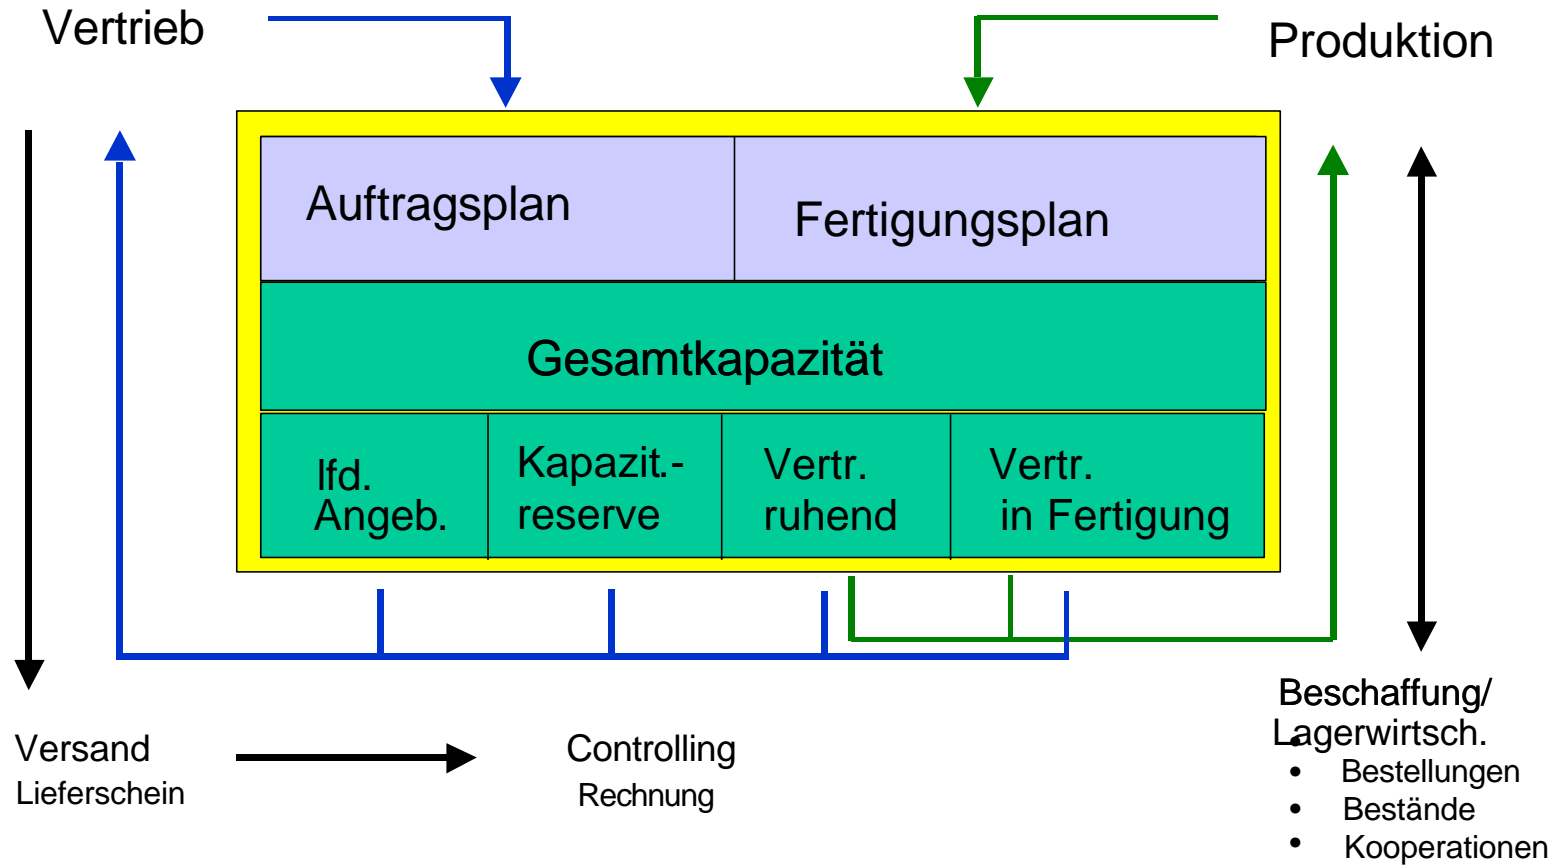 Vertrieb
Produktion
Auftragsplan
Fertigungsplan
Gesamtkapazität
lfd.
Angeb.
Kapazit.-
reserve
Vertr.
ruhend
Vertr.
in Fertigung
Versand
Lieferschein
Controlling
Rechnung
Beschaffung/
Lagerwirtsch.
• Bestellungen
• Bestände
• Kooperationen